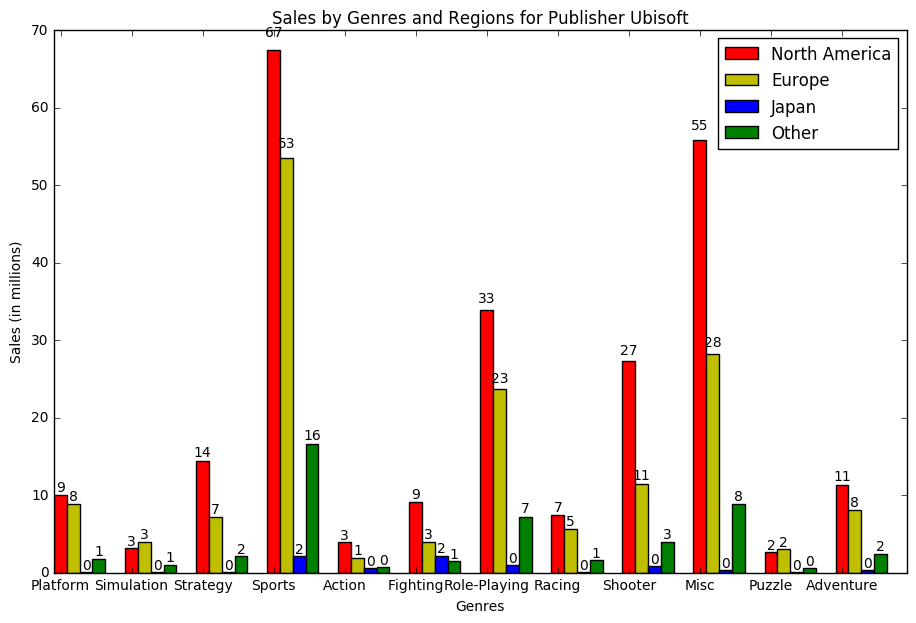 Sales by Genres and Regions for Publisher Ubisoft
70
60
50
40
30
20
10
0
Sales (in millions)
North America
Europe
Japan
Other
9 8 0 1
3 3 0 1
14 7 0 2
67 53 2 16
3 1 0 0
9 3 2 1
33 23 0 7
7 5 0 1
27 11 0 3
55 28 0 8
2 2 0 0
11 8 0 2
Platform Simulation Strategy Sports Action Fighting Role-Playing Racing Shooter Misc Puzzle Adventure
Genres